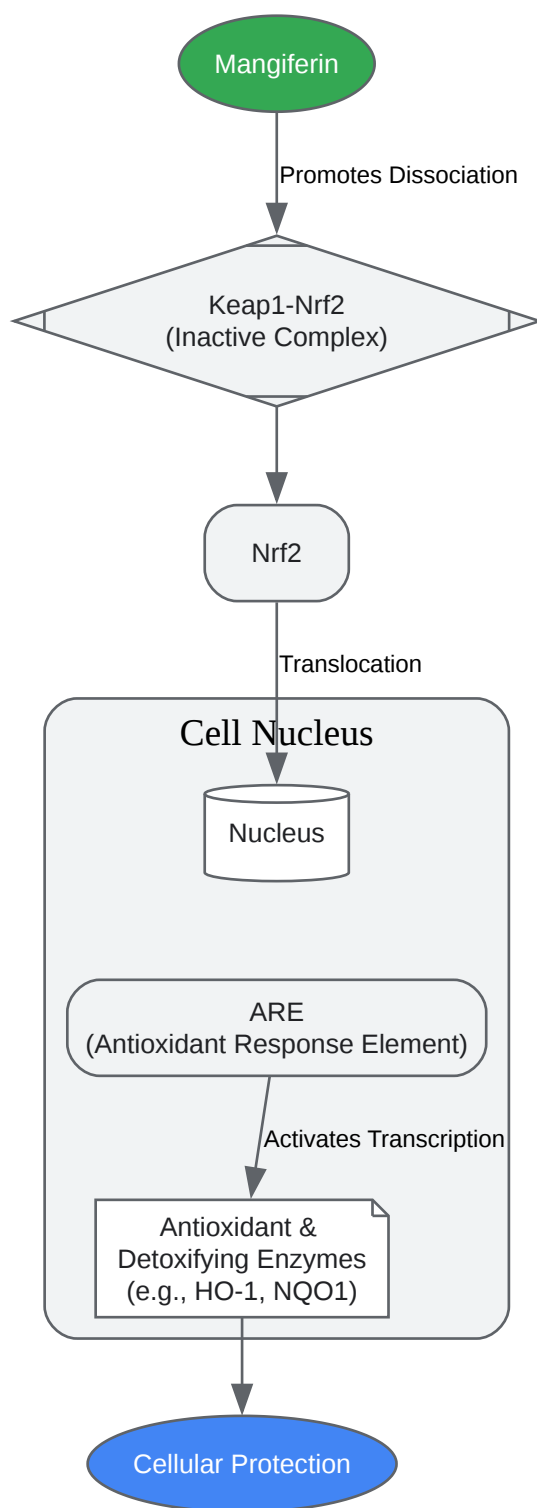 Mangiferin
Promotes Dissociation
Keap1-Nrf2
(Inactive Complex)
Nrf2
Translocation
Cell Nucleus
Nucleus
ARE
(Antioxidant Response Element)
Activates Transcription
Antioxidant &
Detoxifying Enzymes
(e.g., HO-1, NQO1)
Cellular Protection